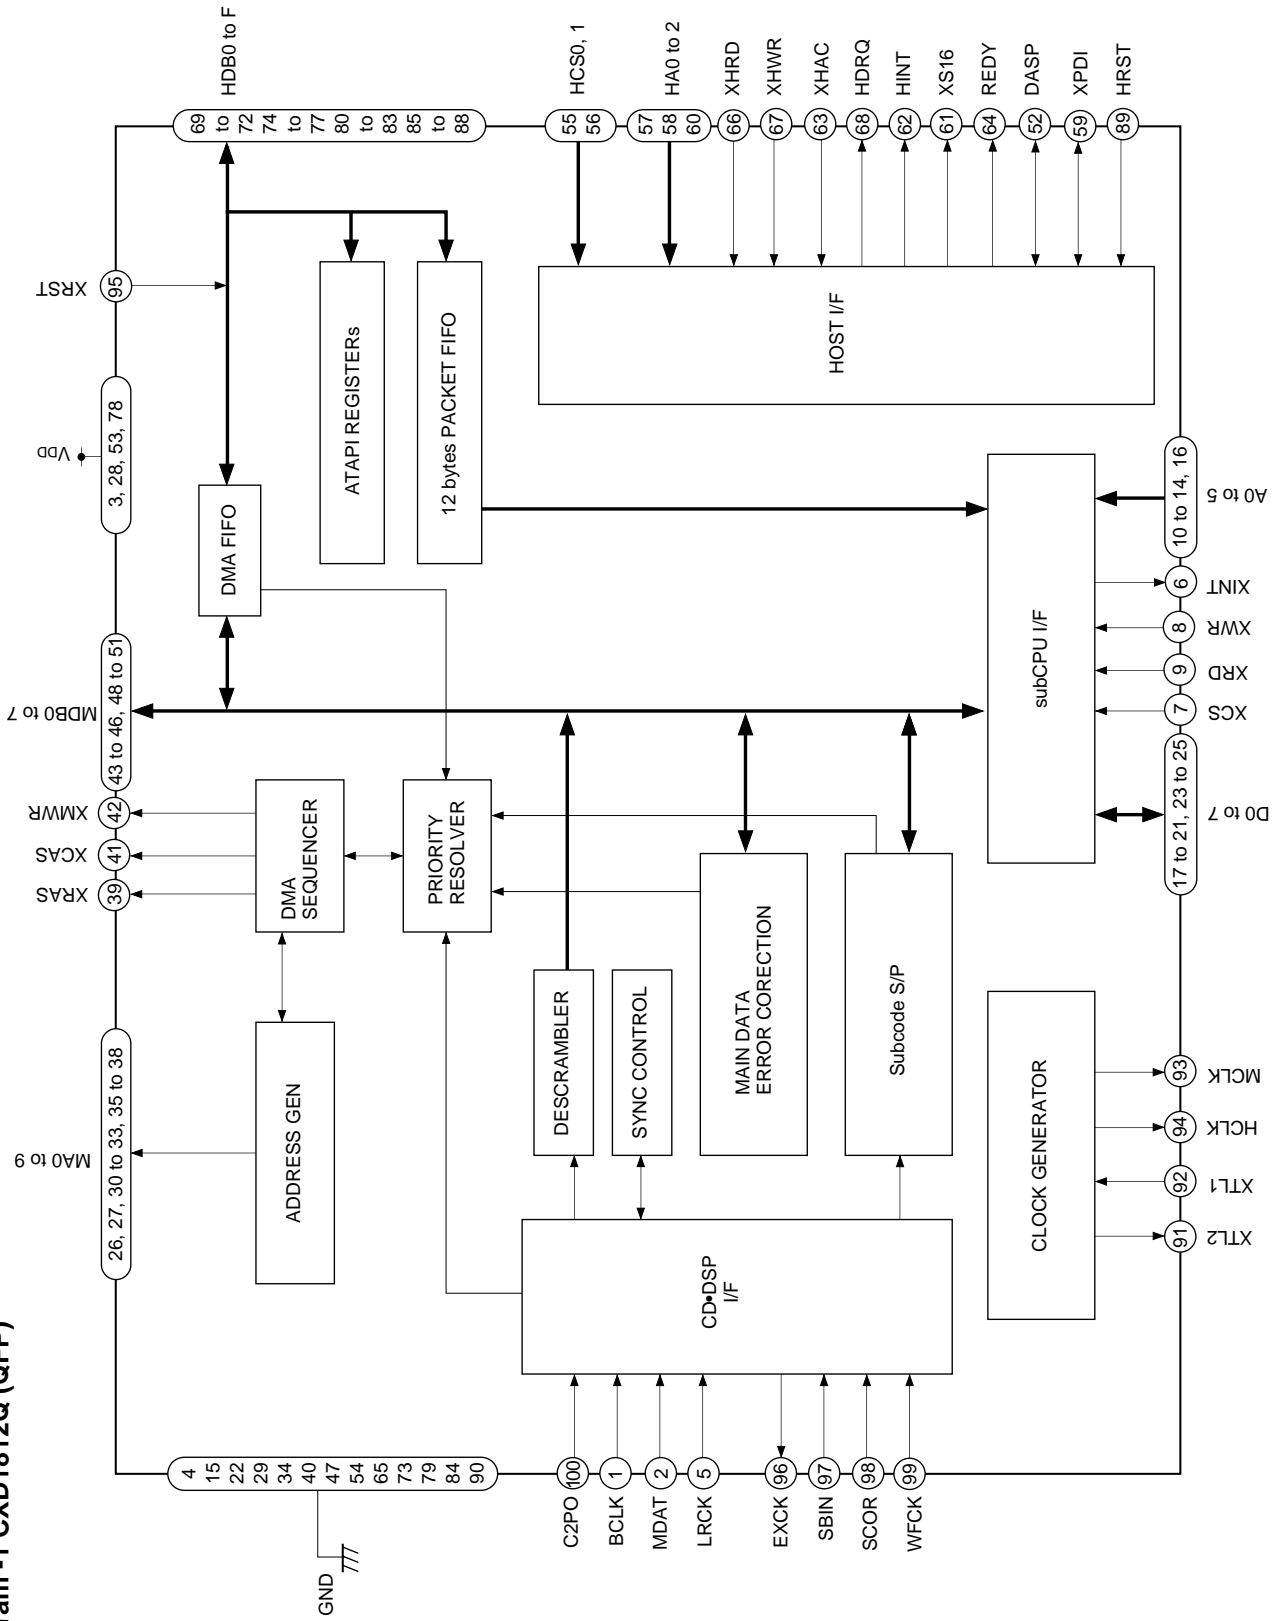 HDB0 to F
69
to
72
74
to
77
80
to
83
85
to
88
HCS0, 1
55
56
HA0 to 2
57
58
60
XHRD
66
XHWR
67
XHAC
63
HDRQ
68
HINT
62
XS16
61
REDY
64
DASP
52
XPDI
59
HRST
89
XRST
95
VDD
3, 28, 53, 78
MDB0 to 7
43 to 46, 48 to 51
XMWR
42
XCAS
41
XRAS
39
MA0 to 9
26, 27, 30 to 33, 35 to 38
ATAPI REGISTERs
12 bytes PACKET FIFO
HOST I/F
DMA FIFO
DMA
SEQUENCER
PRIORITY
RESOLVER
ADDRESS GEN
DESCRAMBLER
SYNC CONTROL
MAIN DATA
ERROR CORECTION
Subcode S/P
subCPU I/F
CD•DSP
I/F
CLOCK GENERATOR
10 to 14, 16
A0 to 5
6
XINT
8
XWR
9
XRD
7
XCS
17 to 21, 23 to 25
D0 to 7
93
MCLK
94
HCLK
92
XTL1
91
XTL2
4
15
22
29
34
40
47
54
65
73
79
84
90
GND
C2PO
100
BCLK
1
MDAT
2
LRCK
5
EXCK
96
SBIN
97
SCOR
98
WFCK
99